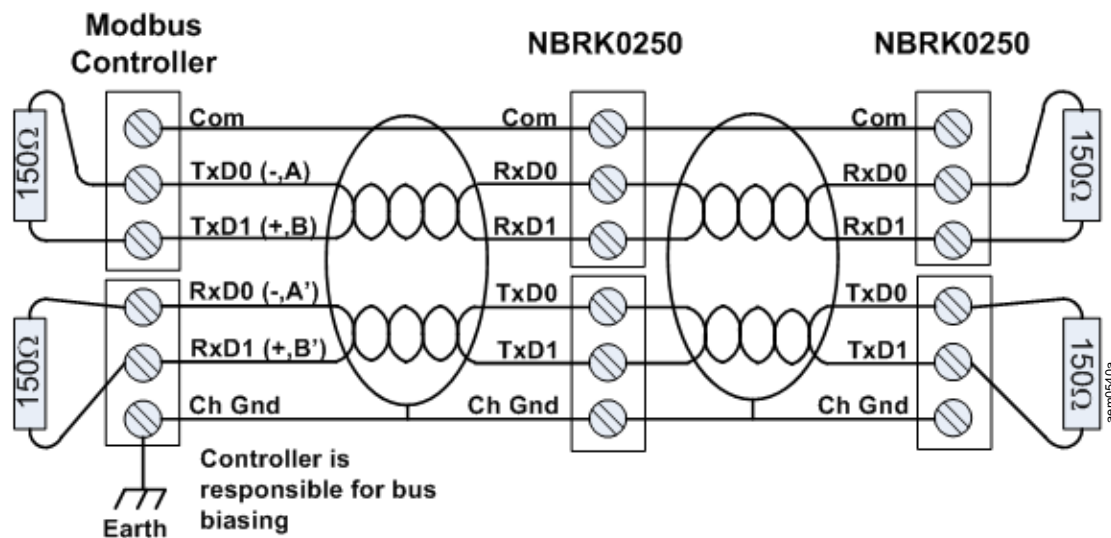 Modbus
Controller
NBRK0250
NBRK0250
150Ω
Com
Com
Com
150Ω
TxD0 (-,A)
RxD0
RxD0
TxD1 (+,B)
RxD1
RxD1
150Ω
RxD0 (-,A’)
TxD0
TxD0
150Ω
RxD1 (+,B’)
TxD1
TxD1
Ch Gnd
Ch Gnd
Ch Gnd
Controller is
responsible for bus
biasing
Earth
aem0540a